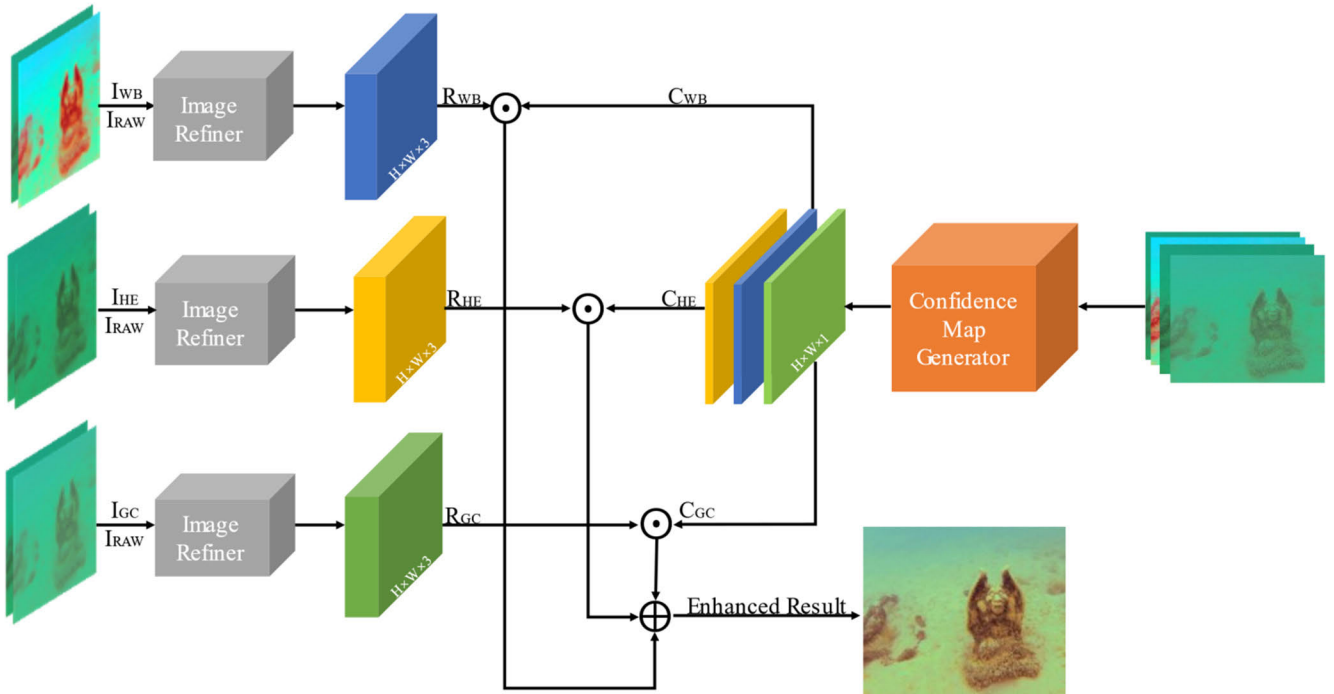 IWB
IRAW
Image
Refiner
H×W×3
RWB
CWB
IHE
IRAW
Image
Refiner
H×W×3
RHE
CHE
H×W×1
Confidence
Map
Generator
IGC
IRAW
Image
Refiner
H×W×3
RGC
CGC
Enhanced Result